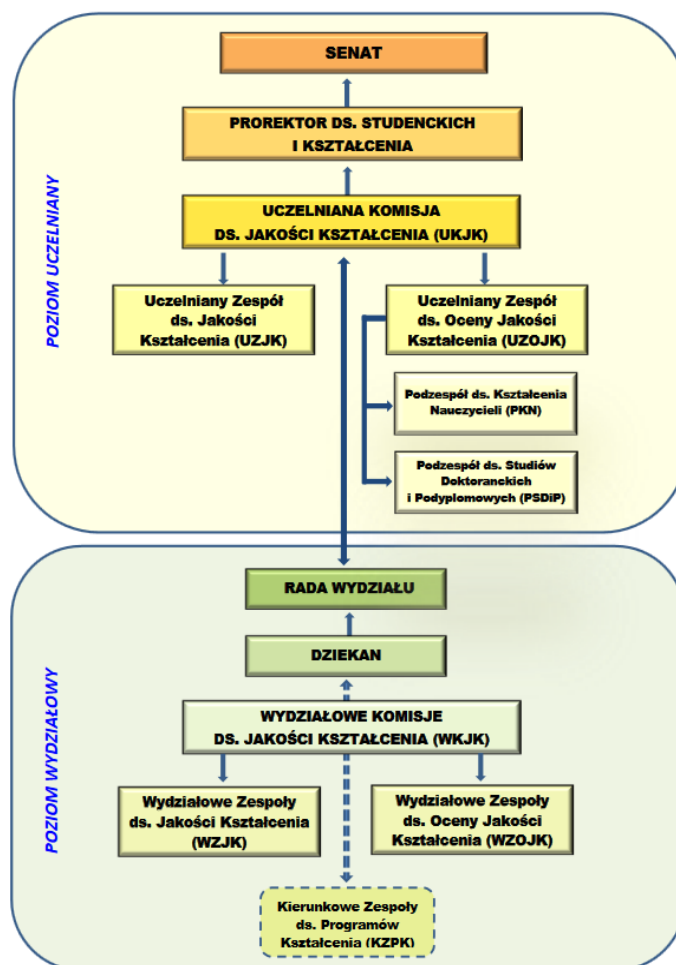 SENAT
PROREKTOR DS. STUDENCKICH
I KSZTAŁCENIA
UCZELNIANA KOMISJA
DS. JAKOŚCI KSZTAŁCENIA (UKJK)
POZIOM UCZELNIANY
Uczelniany Zespół
ds. Jakości
Kształcenia (UZJK)
Uczelniany Zespół
ds. Oceny Jakości
Kształcenia (UZOJK)
Podzespół ds. Kształcenia
Nauczycieli (PKN)
Podzespół ds. Studiów
Doktoranckich
i Podyplomowych (PSDiP)
RADA WYDZIAŁU
DZIEKAN
POZIOM WYDZIAŁOWY
WYDZIAŁOWE KOMISJE
DS. JAKOŚCI KSZTAŁCENIA (WKJK)
Wydziałowe Zespoły
ds. Jakości Kształcenia
(WZJK)
Wydziałowe Zespoły
ds. Oceny Jakości
Kształcenia (WZOJK)
Kierunkowe Zespoły
ds. Programów
Kształcenia (KZPK)